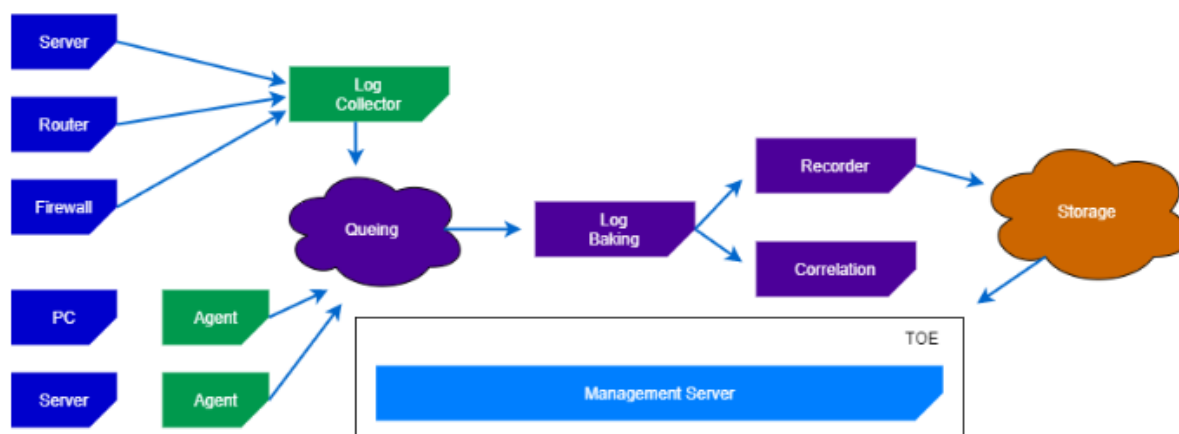 Server
Log
Collector
Router
Firewall
Queing
Log
Baking
Recorder
Correlation
Storage
PC
Agent
Server
Agent
TOE
Management Server